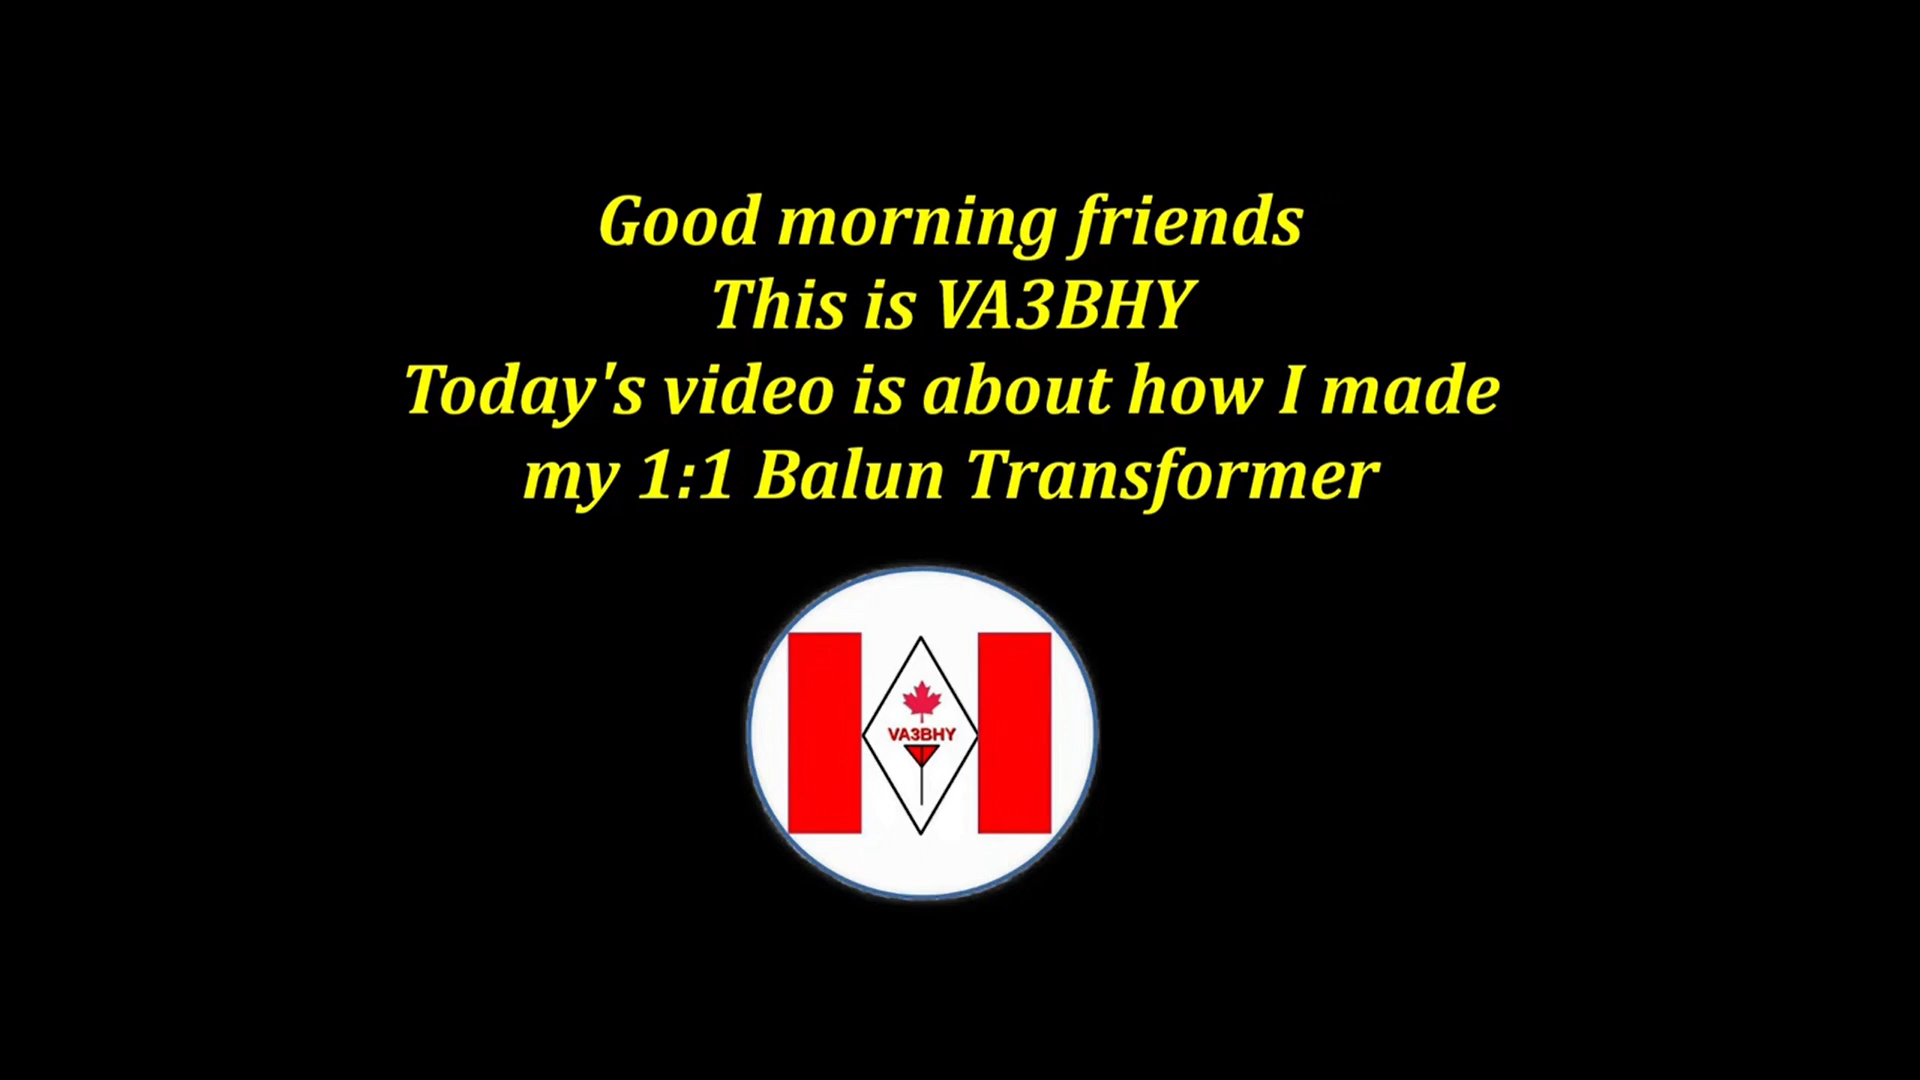 Good morning friends
This is VA3BHY
Today's video is about how I made
my 1:1 Balun Transformer
VA3BHY